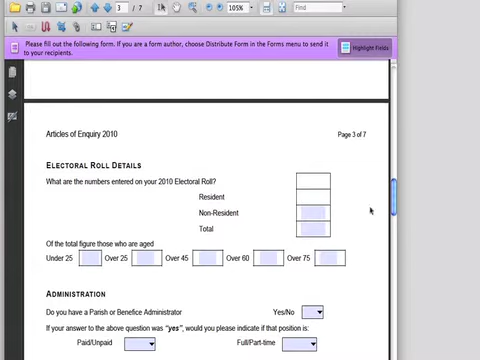 3 / 7
105%
Find
Please fill out the following form. If you are a form author, choose Distribute Form in the Forms menu to send it
to your recipients.
Highlight Fields
Articles of Enquiry 2010
Page 3 of 7
ELECTORAL ROLL DETAILS
What are the numbers entered on your 2010 Electoral Roll?
Resident
Non-Resident
Total
Of the total figure those who are aged
Under 25 Over 25 Over 45 Over 60 Over 75
ADMINISTRATION
Do you have a Parish or Benefice Administrator Yes/No
If your answer to the above question was "yes", would you please indicate if that position is:
Paid/Unpaid Full/Part-time